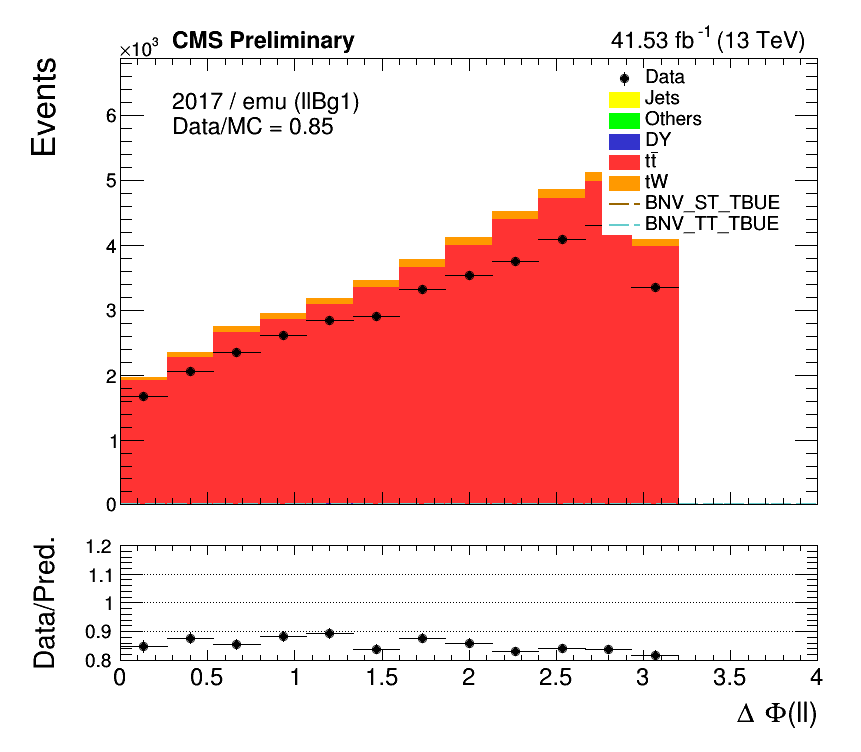 ×10³ CMS Preliminary 41.53 fb⁻¹ (13 TeV)
Events
2017 / emu (llBg1)
Data/MC = 0.85
Data
Jets
Others
DY
tt̄
tW
BNV_ST_TBUE
BNV_TT_TBUE
6
5
4
3
2
1
0
Data/Pred.
1.2
1.1
1
0.9
0.8
0 0.5 1 1.5 2 2.5 3 3.5 4
Δ Φ(ll)